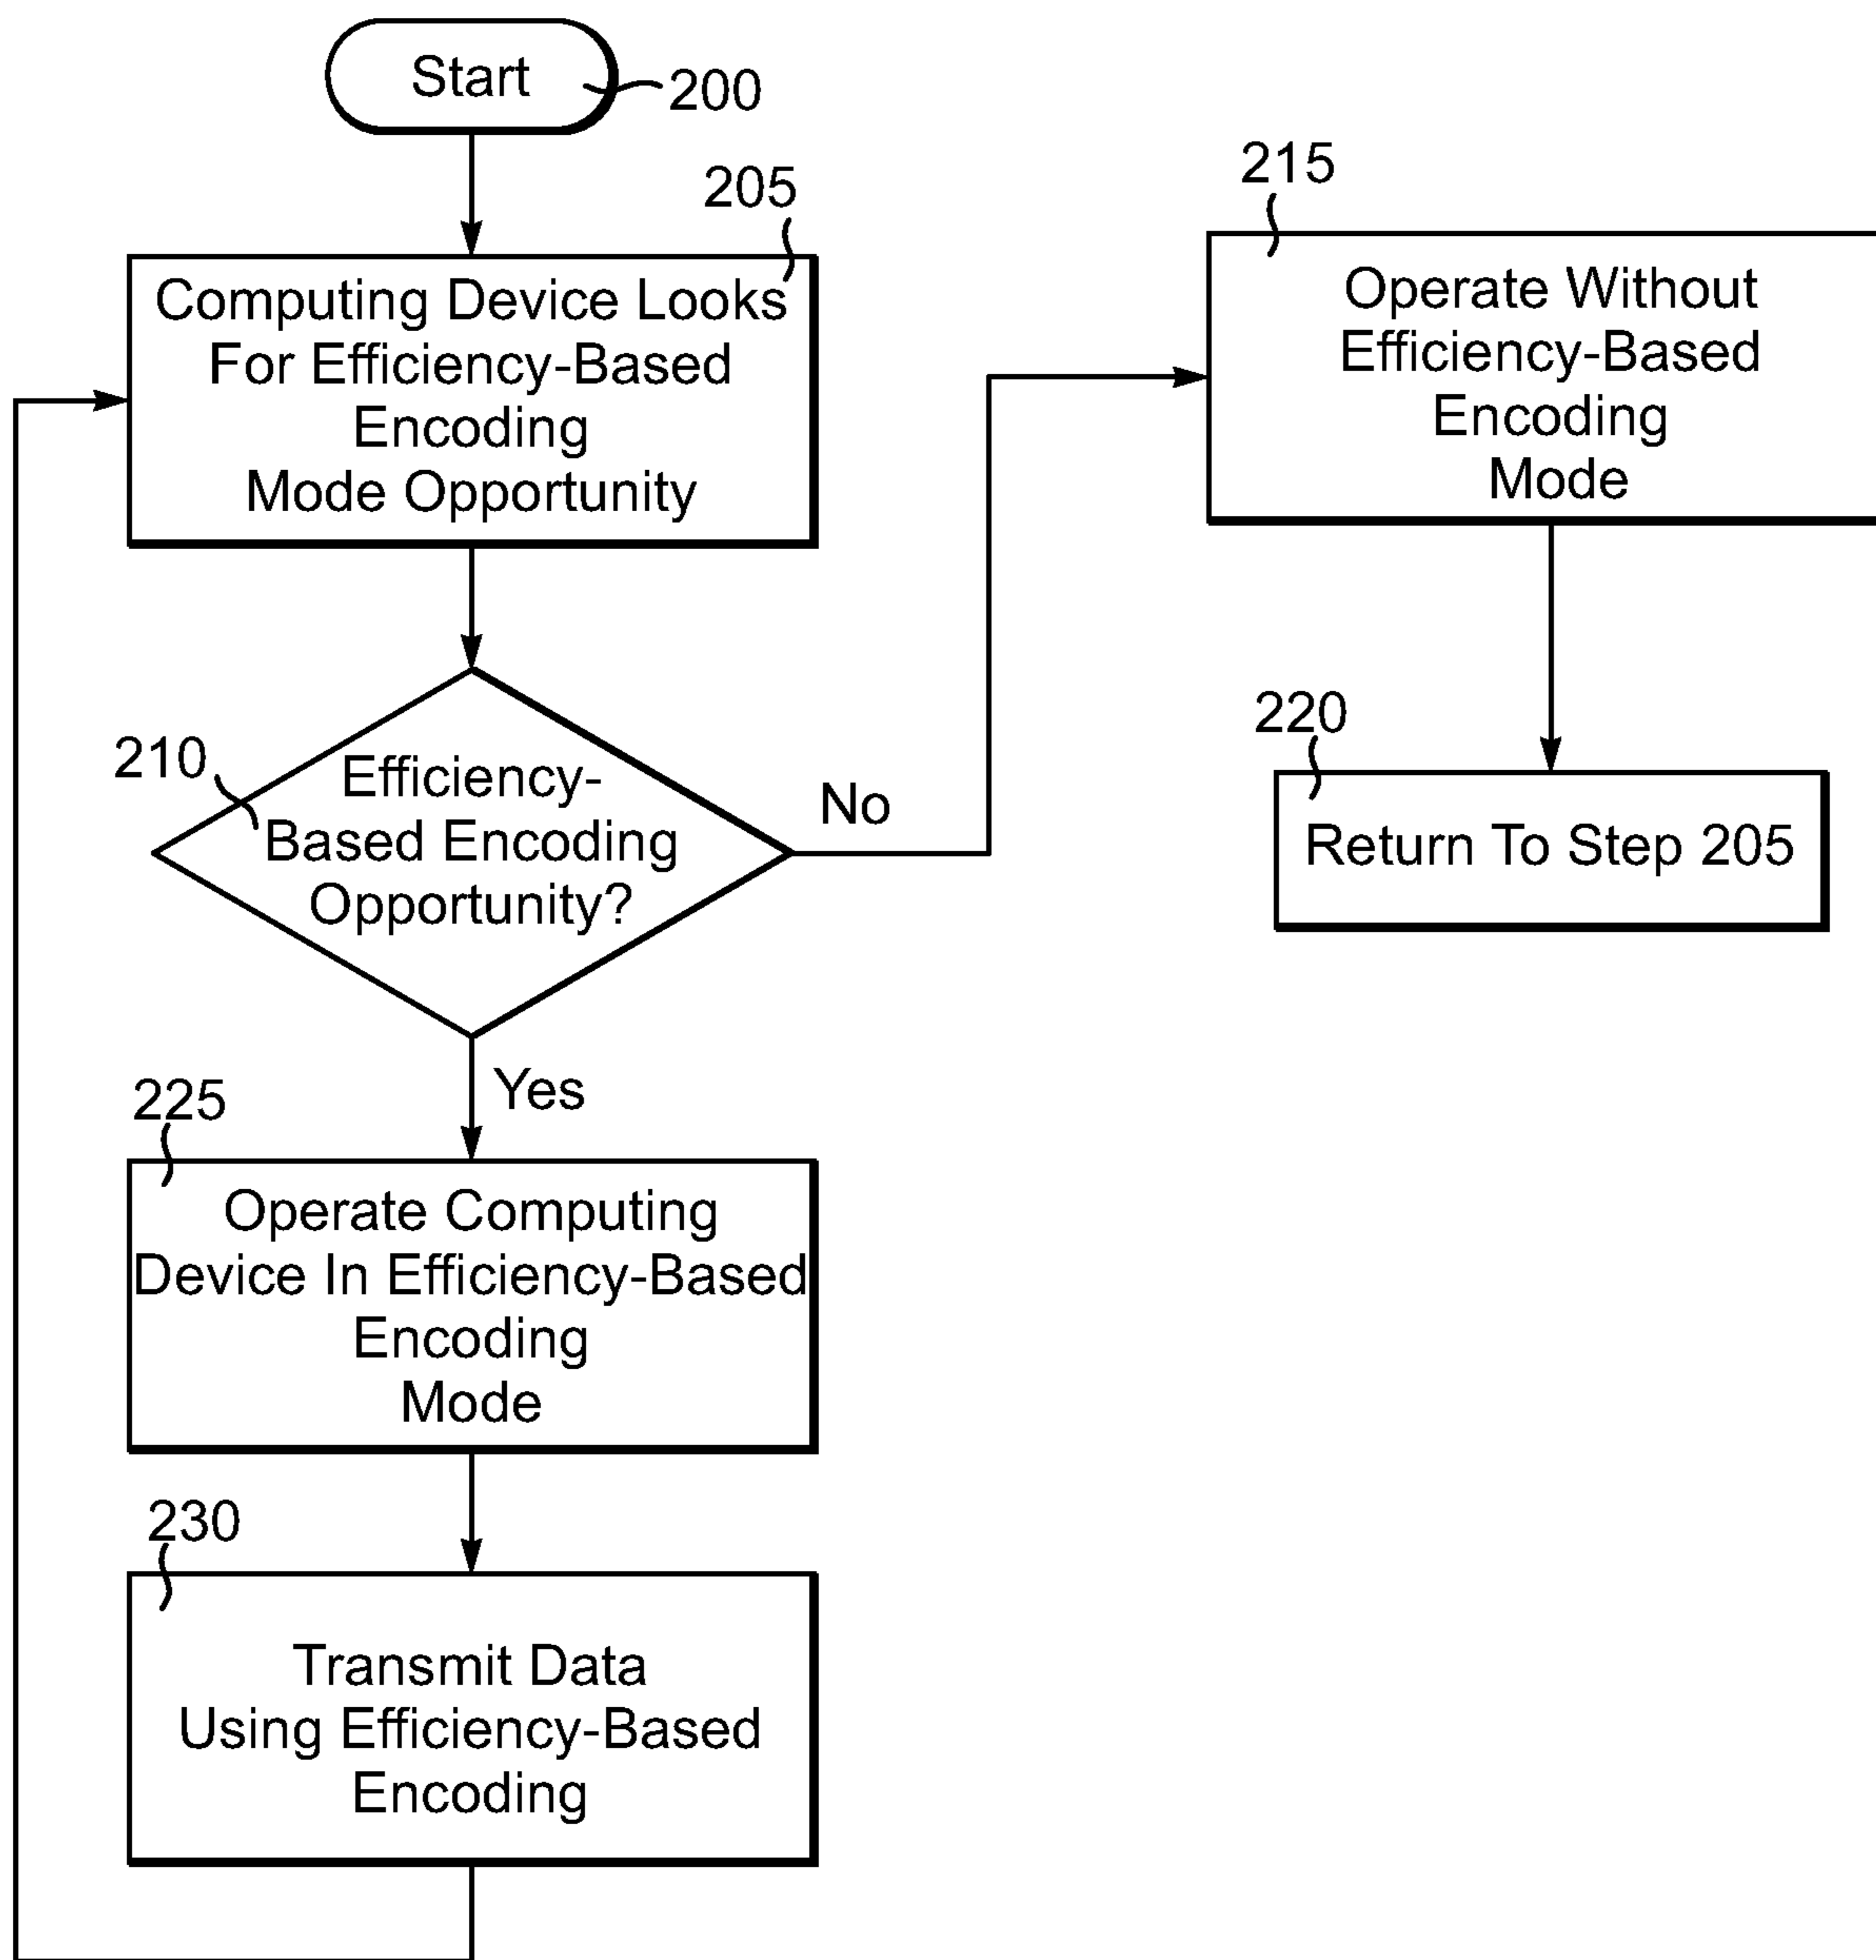 Start
200
205
Computing Device Looks
For Efficiency-Based
Encoding
Mode Opportunity
210
Efficiency-
Based Encoding
Opportunity?
No
215
Operate Without
Efficiency-Based
Encoding
Mode
220
Return To Step 205
Yes
225
Operate Computing
Device In Efficiency-Based
Encoding
Mode
230
Transmit Data
Using Efficiency-Based
Encoding